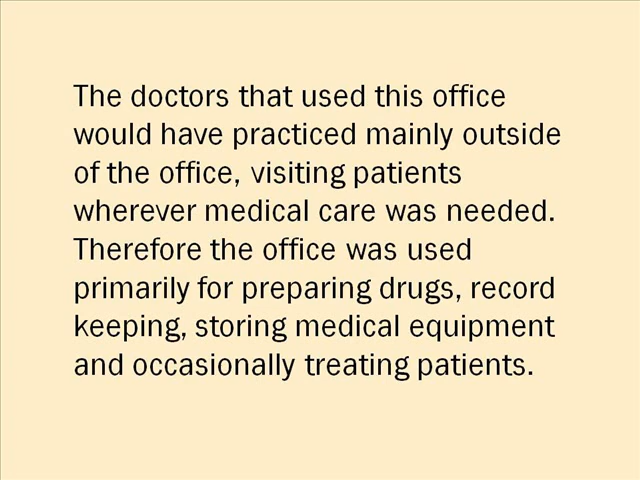 The doctors that used this office
would have practiced mainly outside
of the office, visiting patients
wherever medical care was needed.
Therefore the office was used
primarily for preparing drugs, record
keeping, storing medical equipment
and occasionally treating patients.